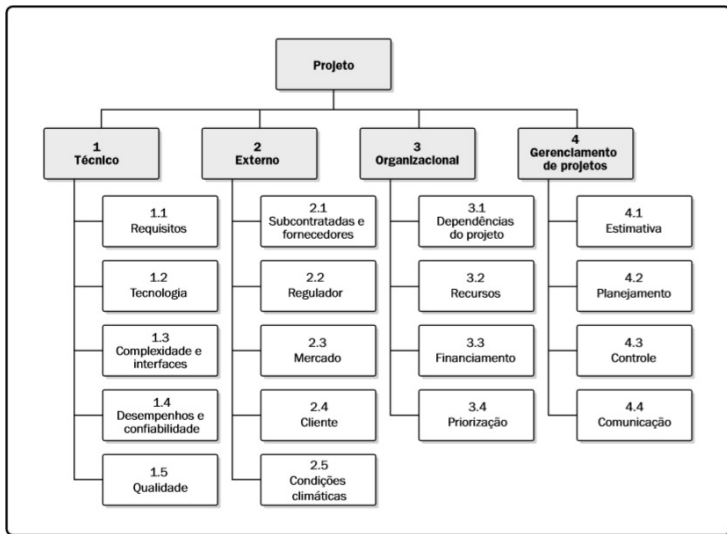 Projeto
1
Técnico
2
Externo
3
Organizacional
4
Gerenciamento
de projetos
1.1
Requisitos
1.2
Tecnologia
1.3
Complexidade e
interfaces
1.4
Desempenhos e
confiabilidade
1.5
Qualidade
2.1
Subcontratadas e
fornecedores
2.2
Regulador
2.3
Mercado
2.4
Cliente
2.5
Condições
climáticas
3.1
Dependências
do projeto
3.2
Recursos
3.3
Financiamento
3.4
Priorização
4.1
Estimativa
4.2
Planejamento
4.3
Controle
4.4
Comunicação